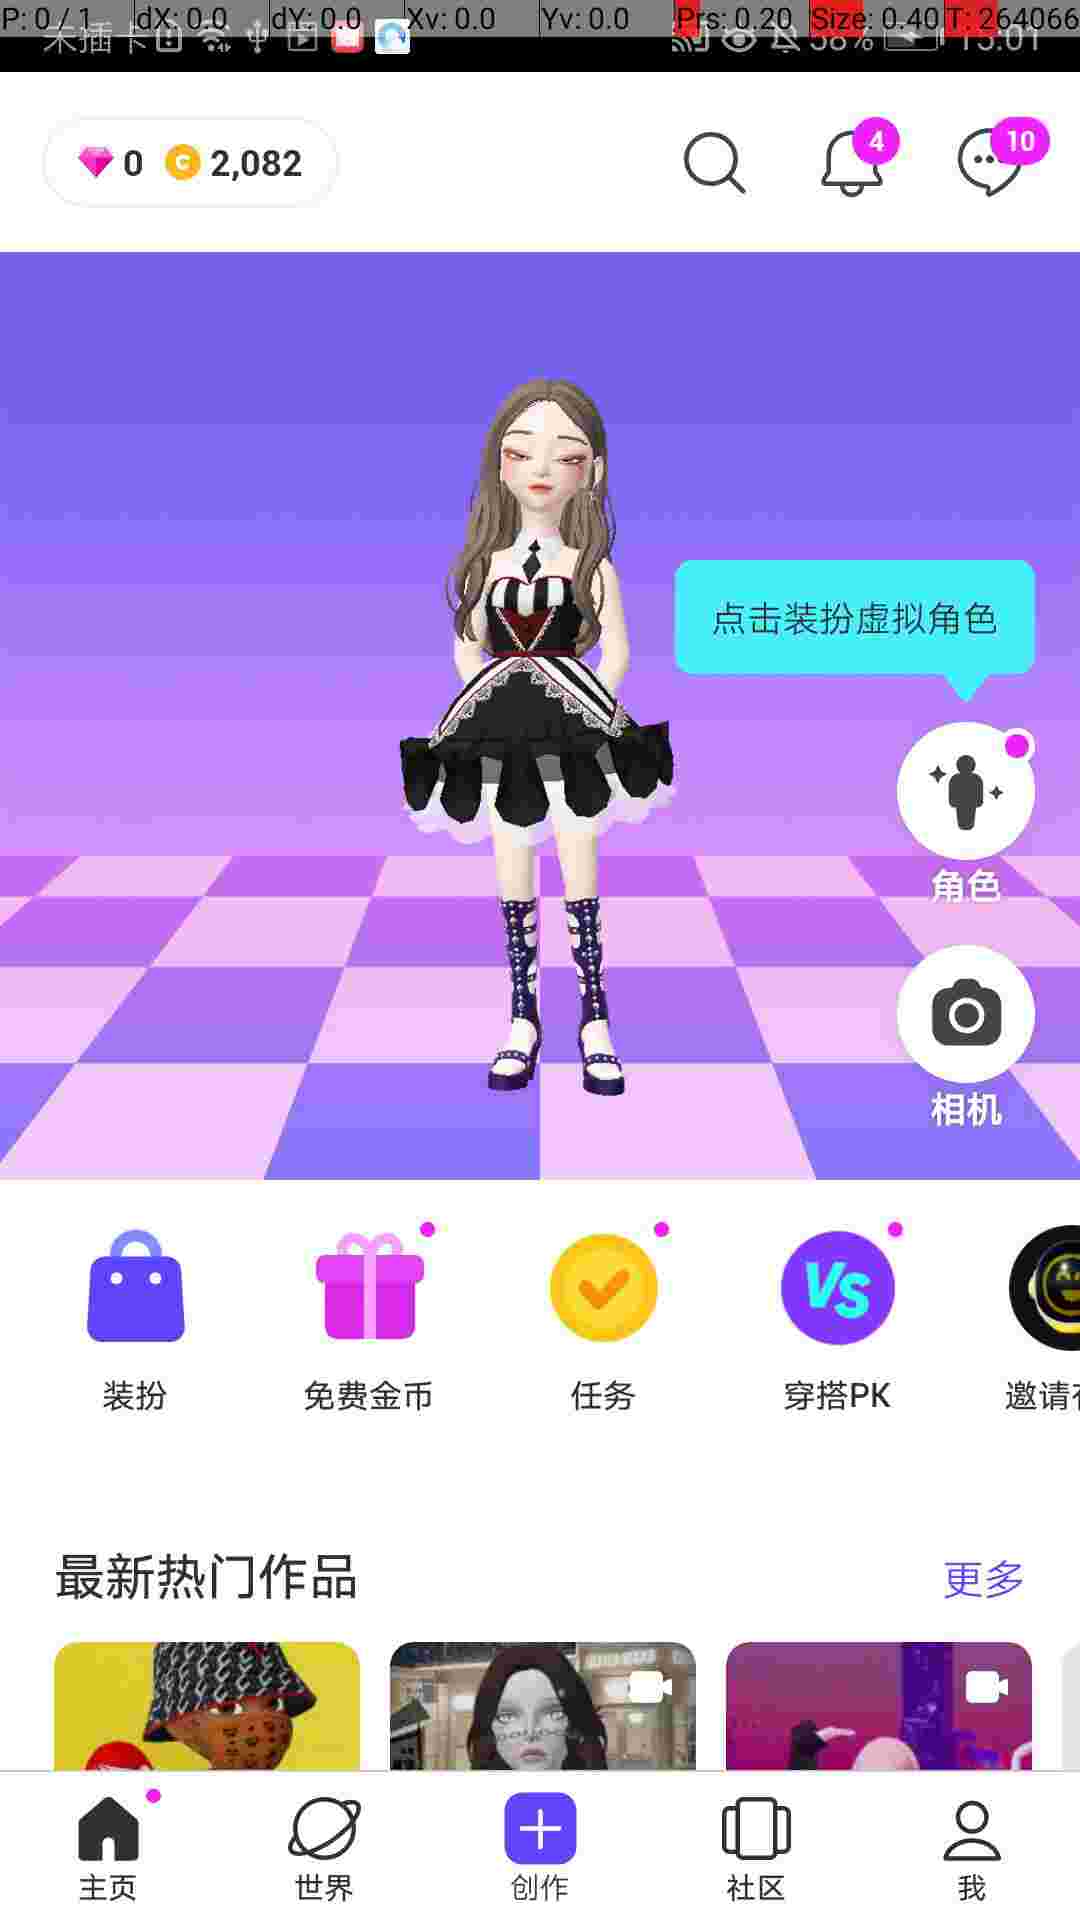 P: 0 / 1 dX: 0.0 dY: 0.0 Xv: 0.0 Yv: 0.0 Prs: 0.20 Size: 0.40 T: 264066
未插卡 58% 15:01
0 2,082 4 10
点击装扮虚拟角色
角色
相机
VS
装扮 免费金币 任务 穿搭PK 邀请
最新热门作品 更多
主页 世界 创作 社区 我